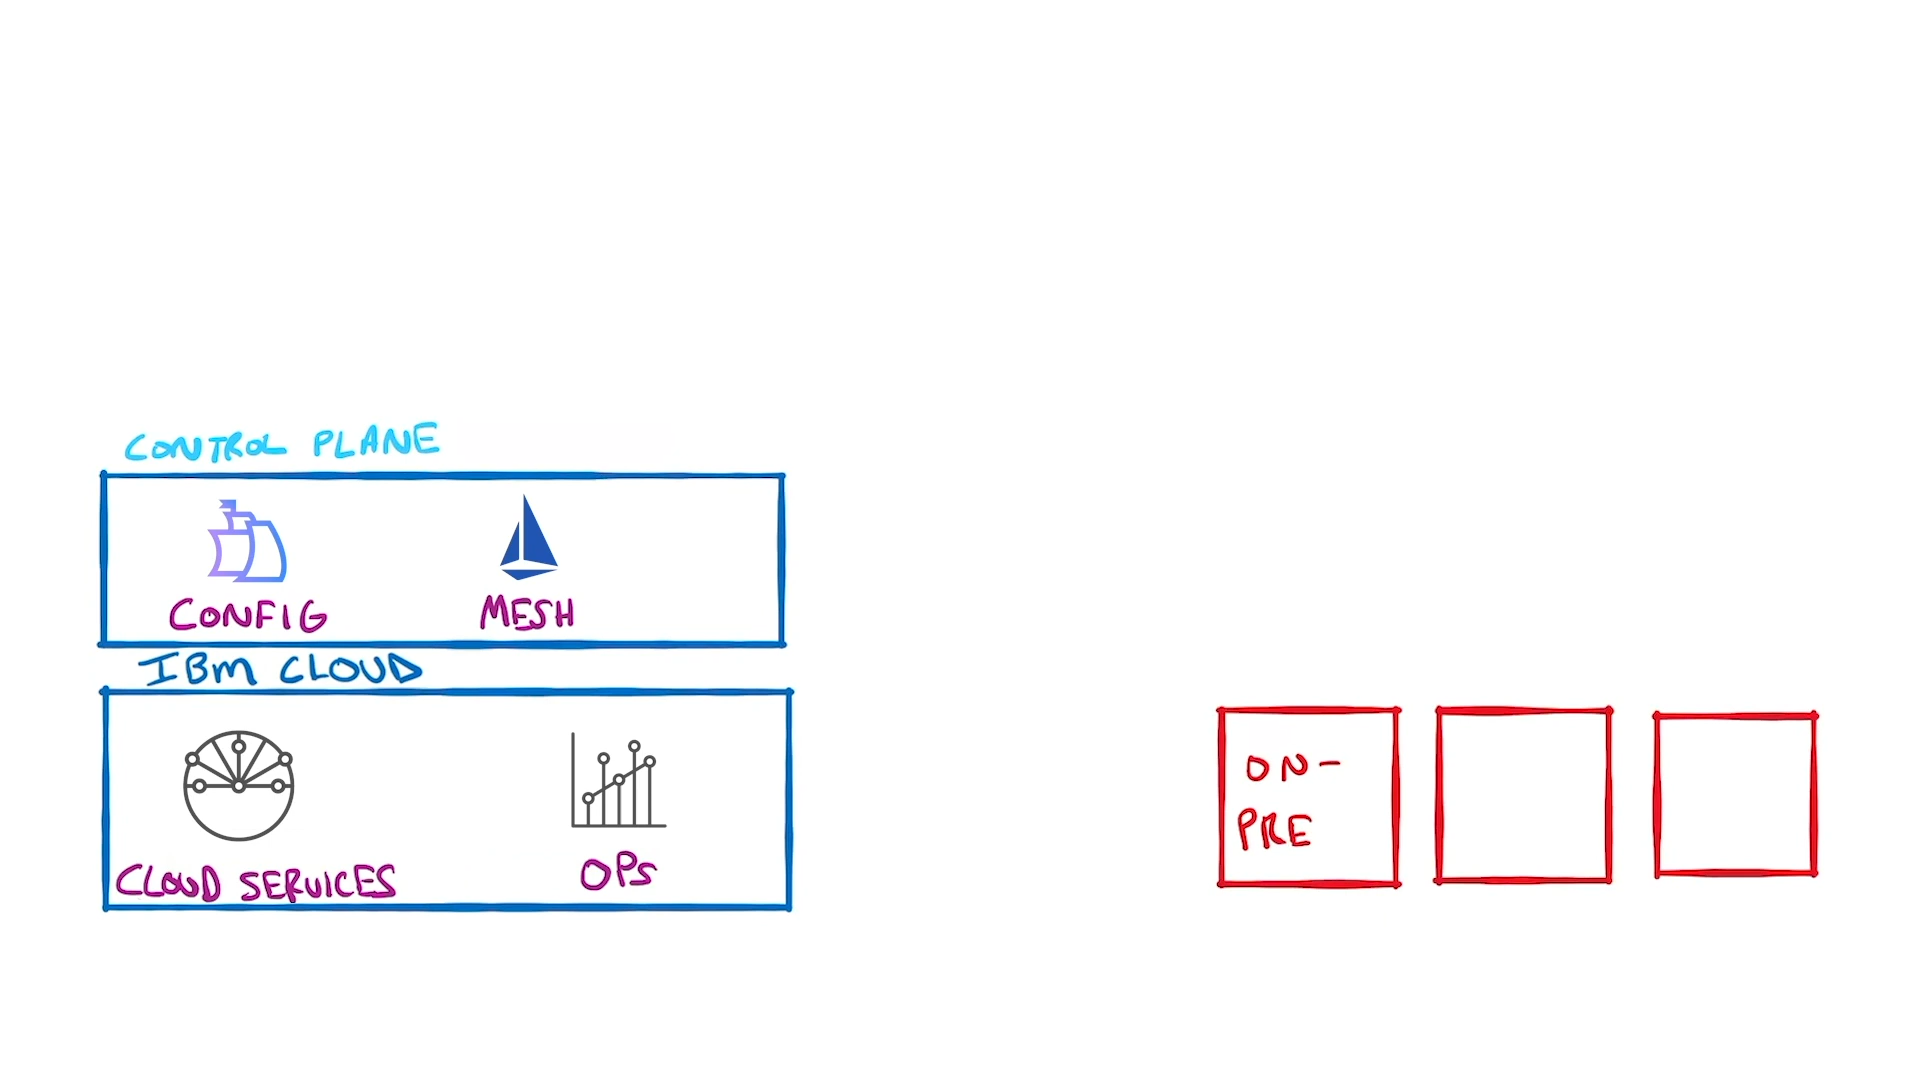 CONTROL PLANE
CONFIG
MESH
IBM CLOUD
CLOUD SERVICES
OPS
ON-
PRE